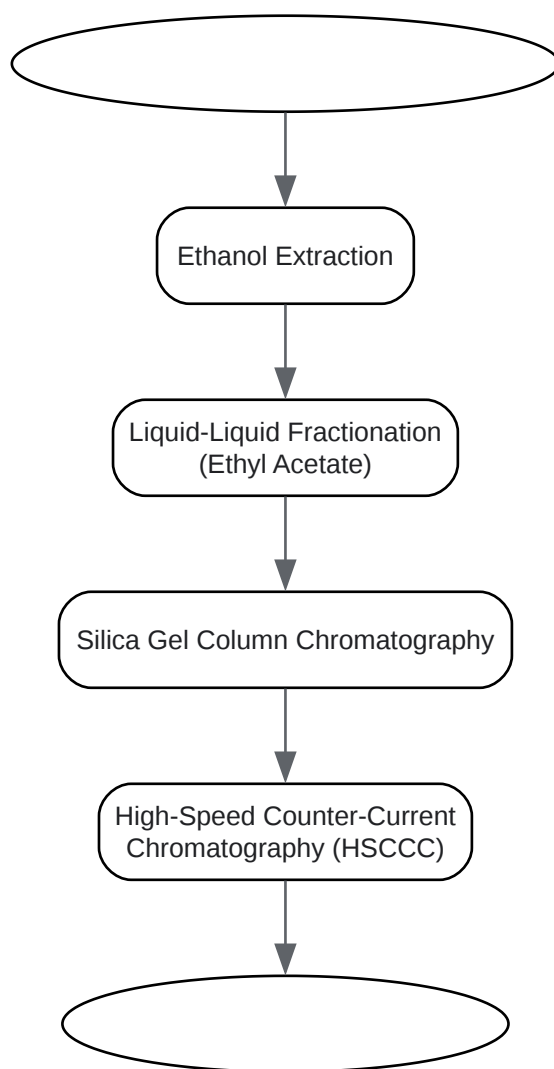 Ethanol Extraction
Liquid-Liquid Fractionation
(Ethyl Acetate)
Silica Gel Column Chromatography
High-Speed Counter-Current
Chromatography (HSCCC)